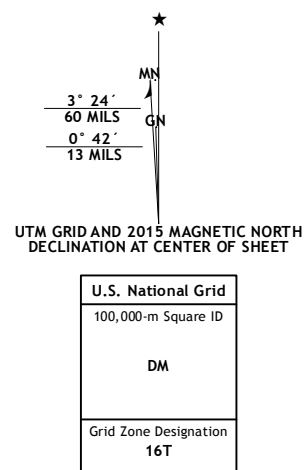 MN
3° 24´
60 MILS
GN
0° 42´
13 MILS
UTM GRID AND 2015 MAGNETIC NORTH
DECLINATION AT CENTER OF SHEET
U.S. National Grid
100,000-m Square ID
DM
Grid Zone Designation
16T